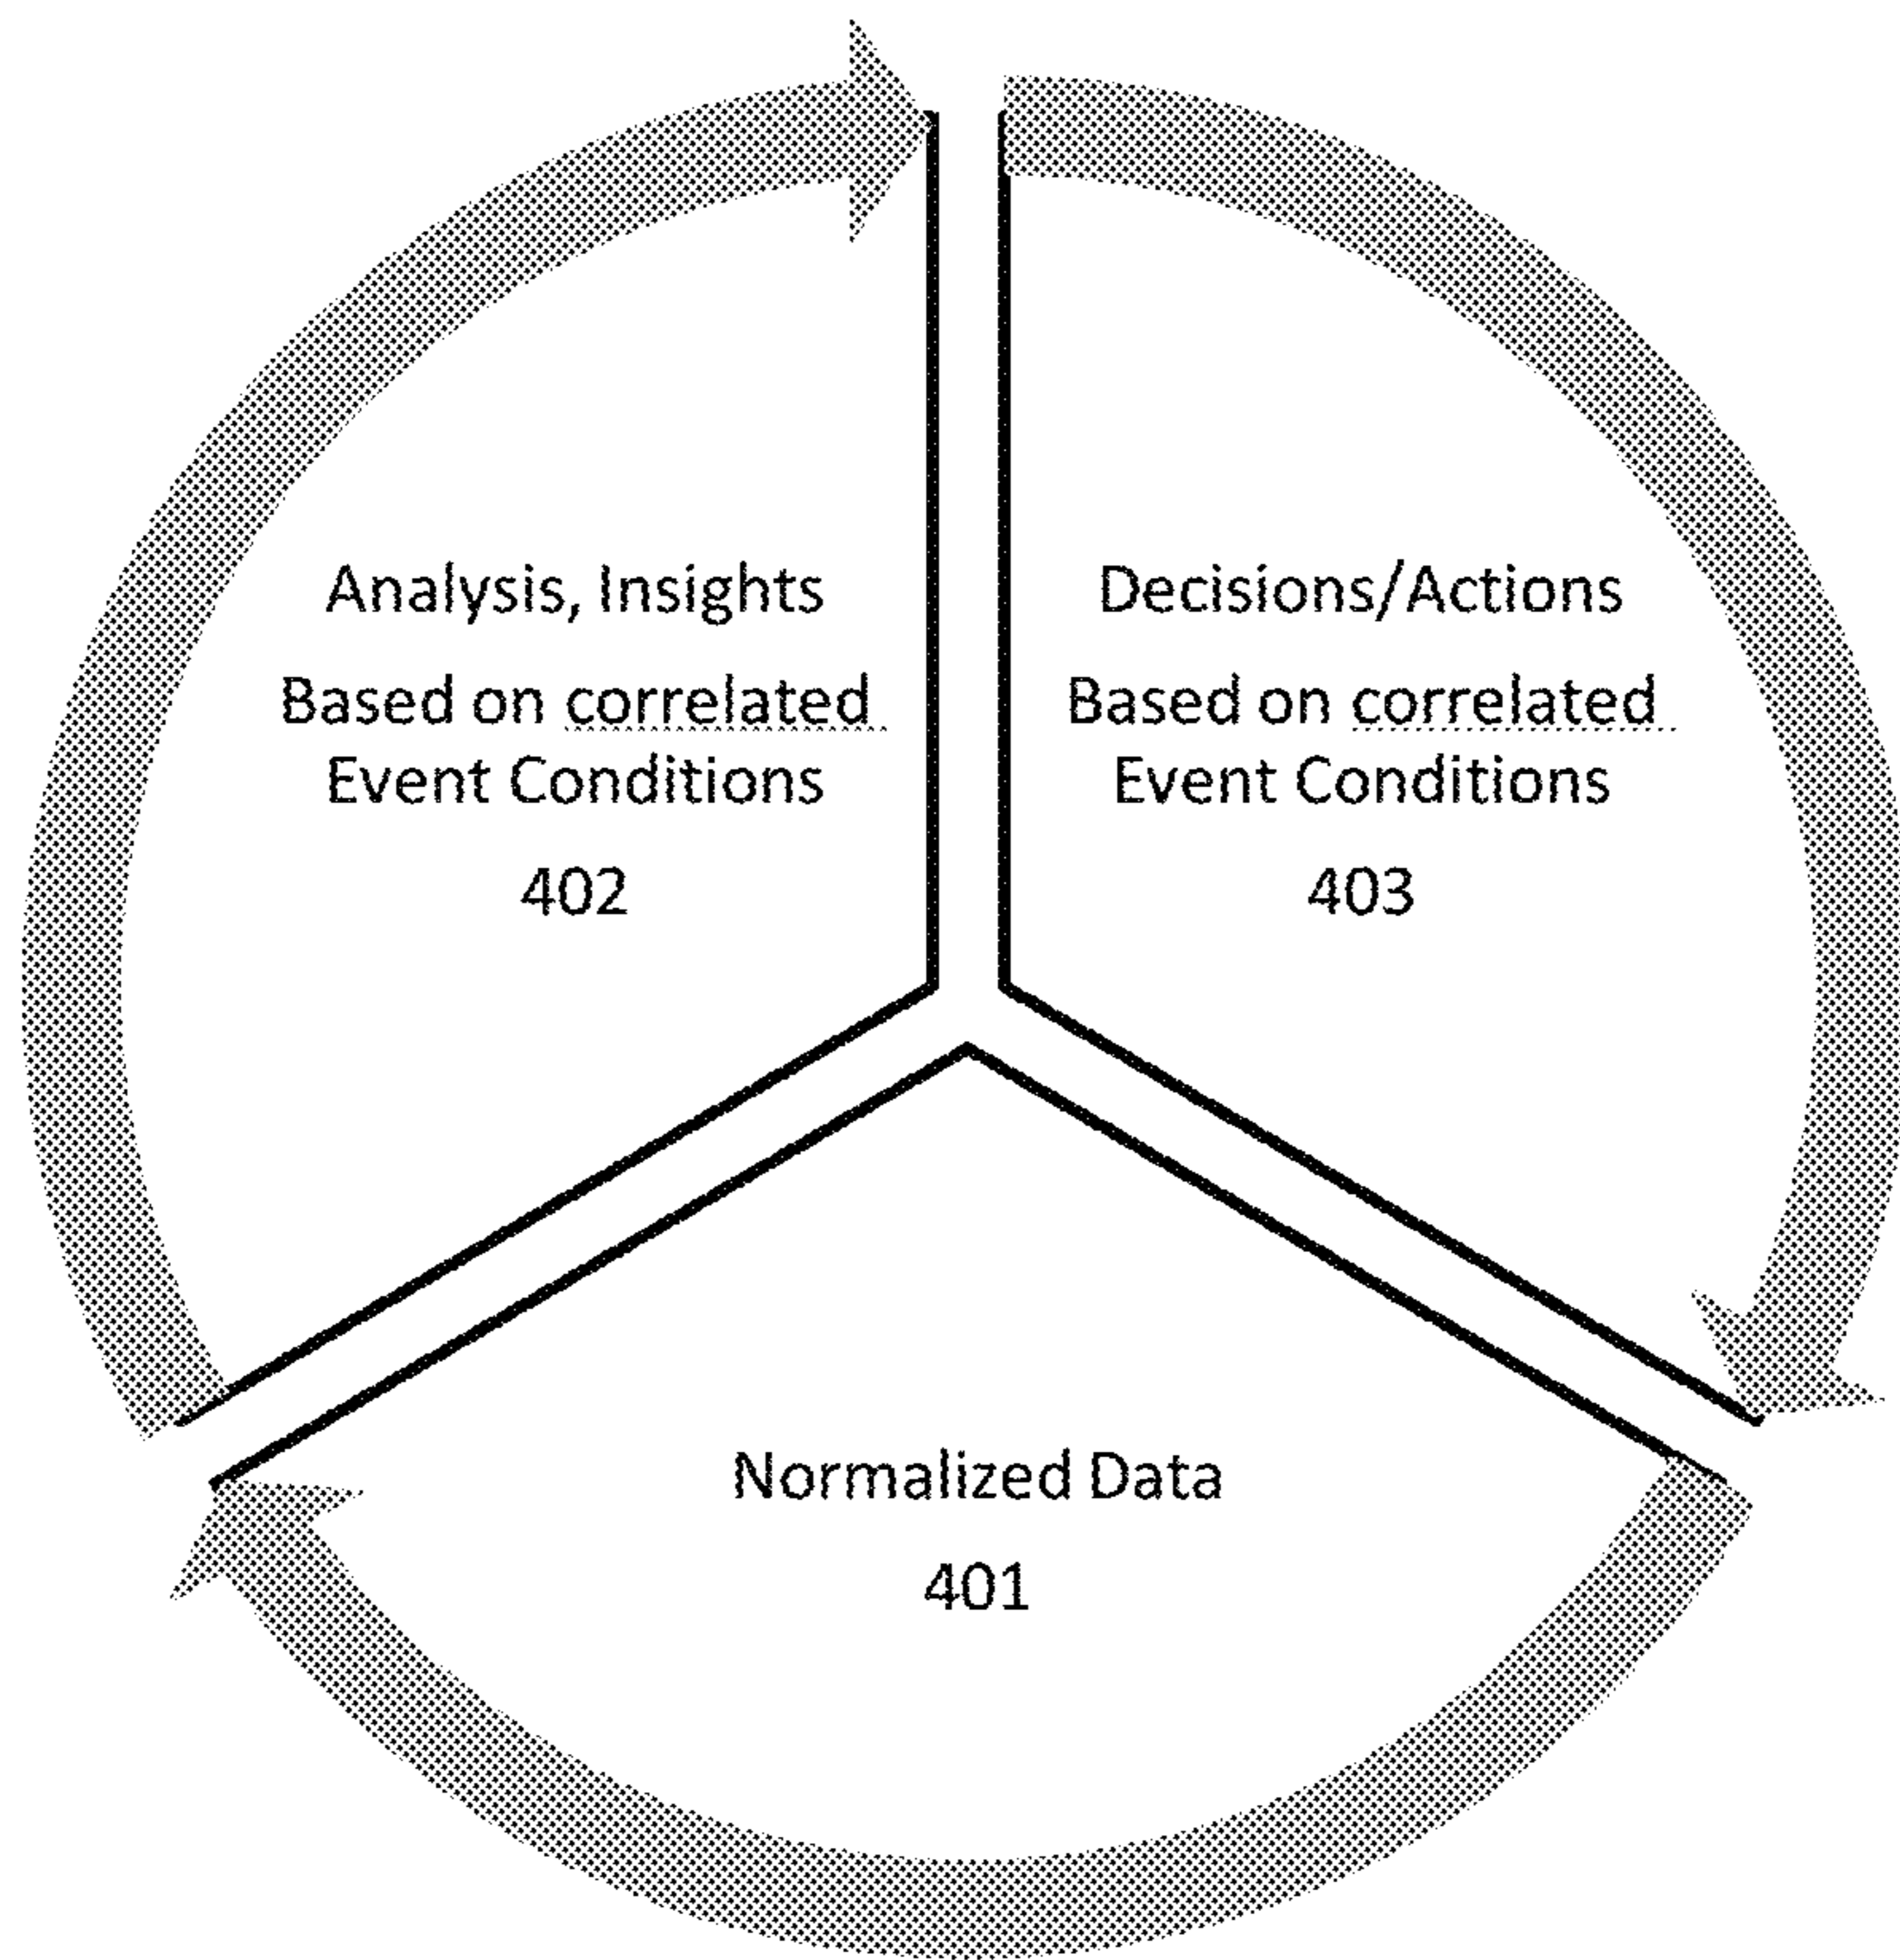 Analysis, Insights
Based on correlated
Event Conditions
402
Decisions/Actions
Based on correlated
Event Conditions
403
Normalized Data
401